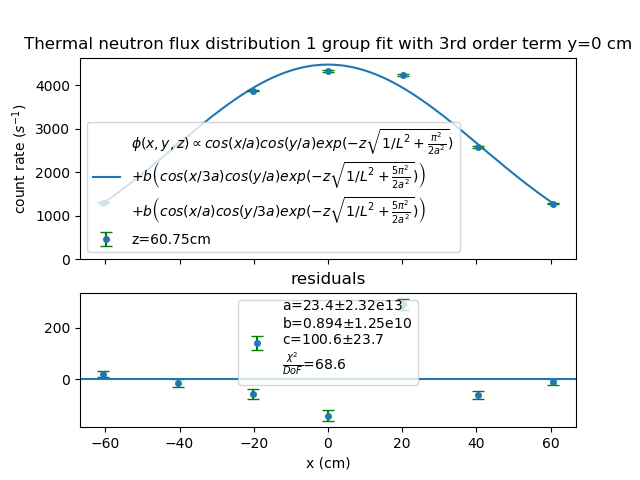 Thermal neutron flux distribution 1 group fit with 3rd order term y=0 cm
4000
3000
2000
1000
0
count rate (s⁻¹)
ϕ(x, y, z) ∝ cos(x/a)cos(y/a)exp(−z√(1/L² + π²/2a²))
+b(cos(x/3a)cos(y/a)exp(−z√(1/L² + 5π²/2a²)))
+b(cos(x/a)cos(y/3a)exp(−z√(1/L² + 5π²/2a²)))
z=60.75cm
residuals
200
0
a=23.4±2.32e13
b=0.894±1.25e10
c=100.6±23.7
χ²/DoF=68.6
−60 −40 −20 0 20 40 60
x (cm)